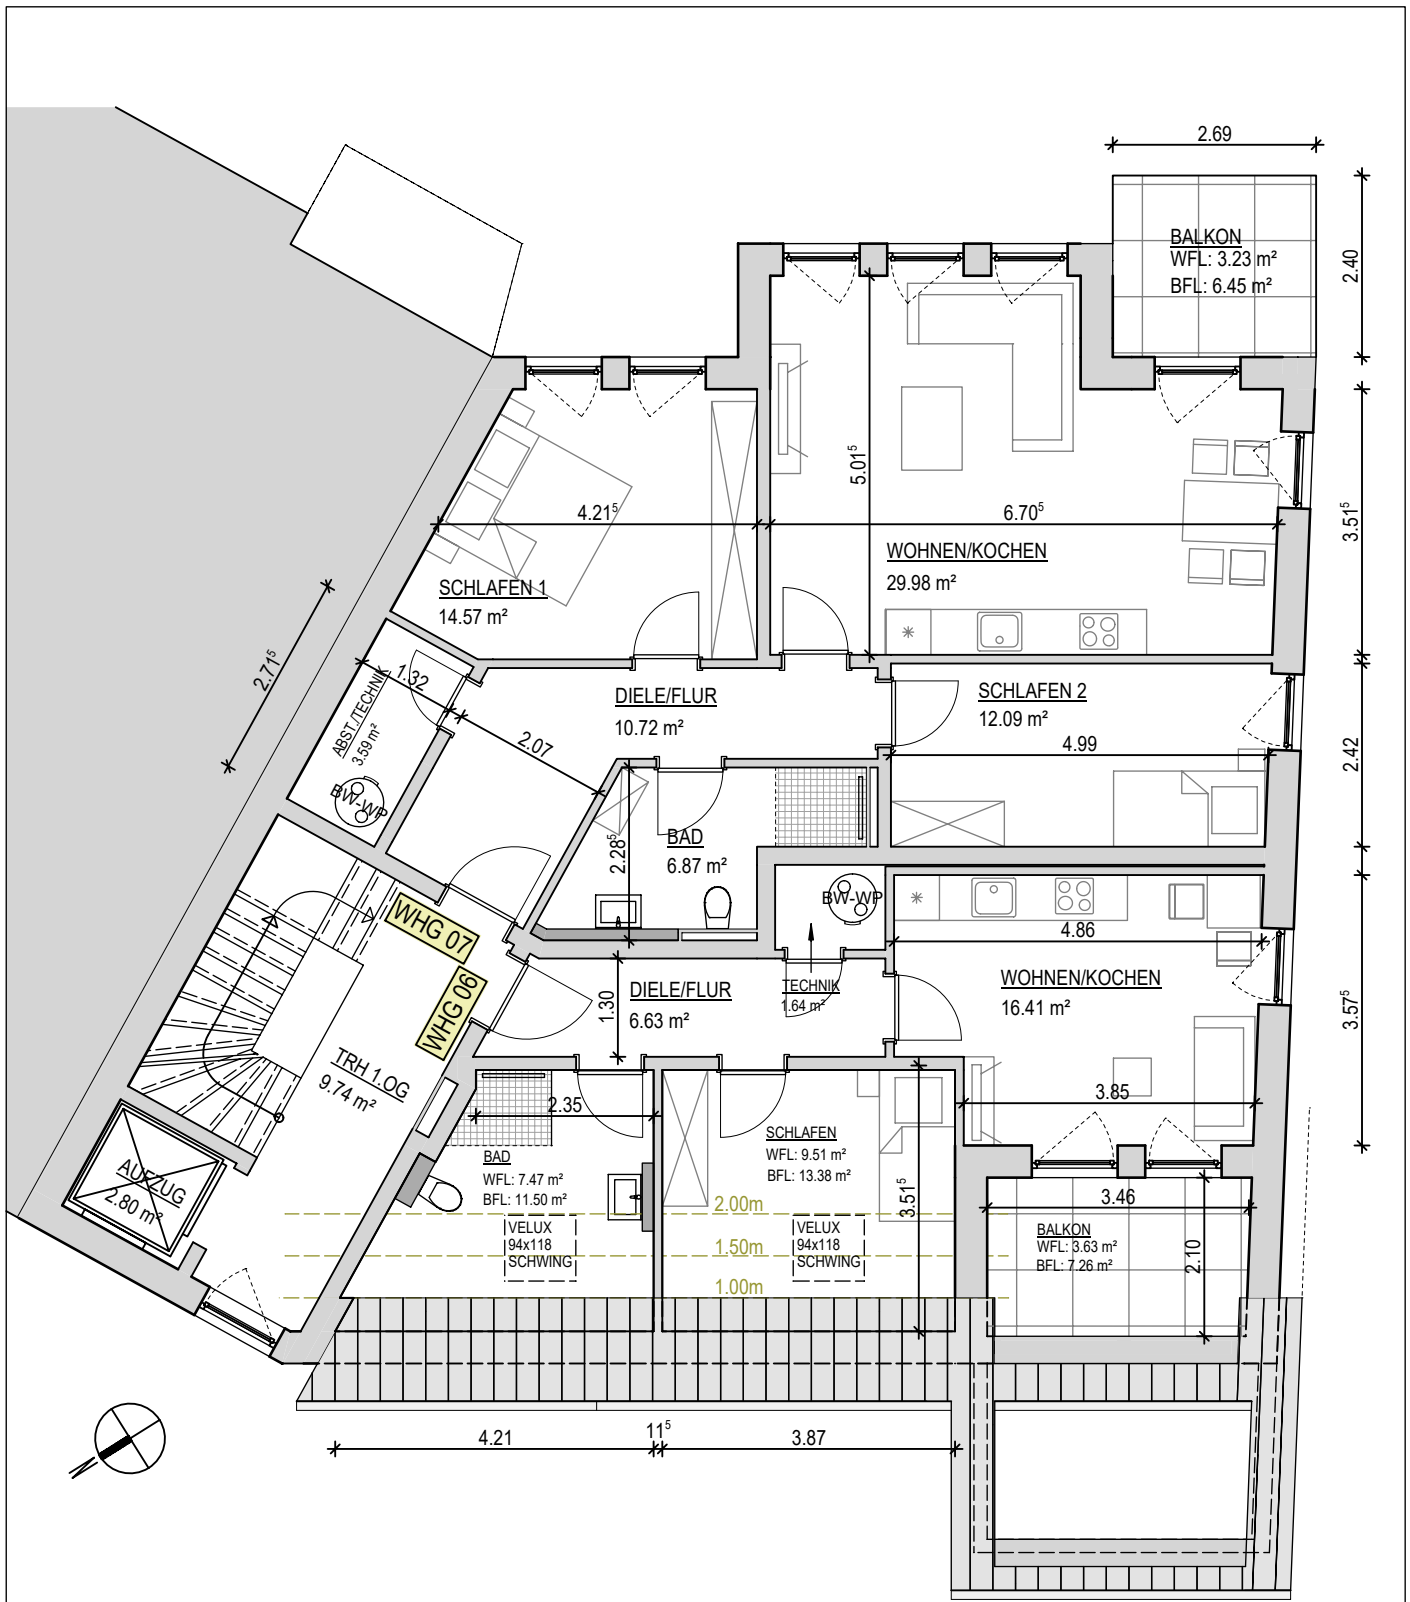 2.69
BALKON
WFL: 3.23 m²
BFL: 6.45 m²
2.40
5.01⁵
4.21⁵
6.70⁵
3.51⁵
WOHNEN/KOCHEN
29.98 m²
SCHLAFEN 1
14.57 m²
2.71⁵
1.32
ABST./TECHNIK
3.59 m²
BW-WP
DIELE/FLUR
10.72 m²
2.07
SCHLAFEN 2
12.09 m²
4.99
2.42
BAD
6.87 m²
2.28⁵
BW-WP
WHG 07
WHG 06
4.86
DIELE/FLUR
6.63 m²
1.30
TECHNIK
1.64 m²
WOHNEN/KOCHEN
16.41 m²
3.57⁵
TRH 1.OG
9.74 m²
2.35
3.85
BAD
WFL: 7.47 m²
BFL: 11.50 m²
SCHLAFEN
WFL: 9.51 m²
BFL: 13.38 m²
3.51⁵
AUFZUG
2.80 m²
2.00m
1.50m
1.00m
VELUX
94x118
SCHWING
VELUX
94x118
SCHWING
3.46
BALKON
WFL: 3.63 m²
BFL: 7.26 m²
2.10
4.21
11⁵
3.87